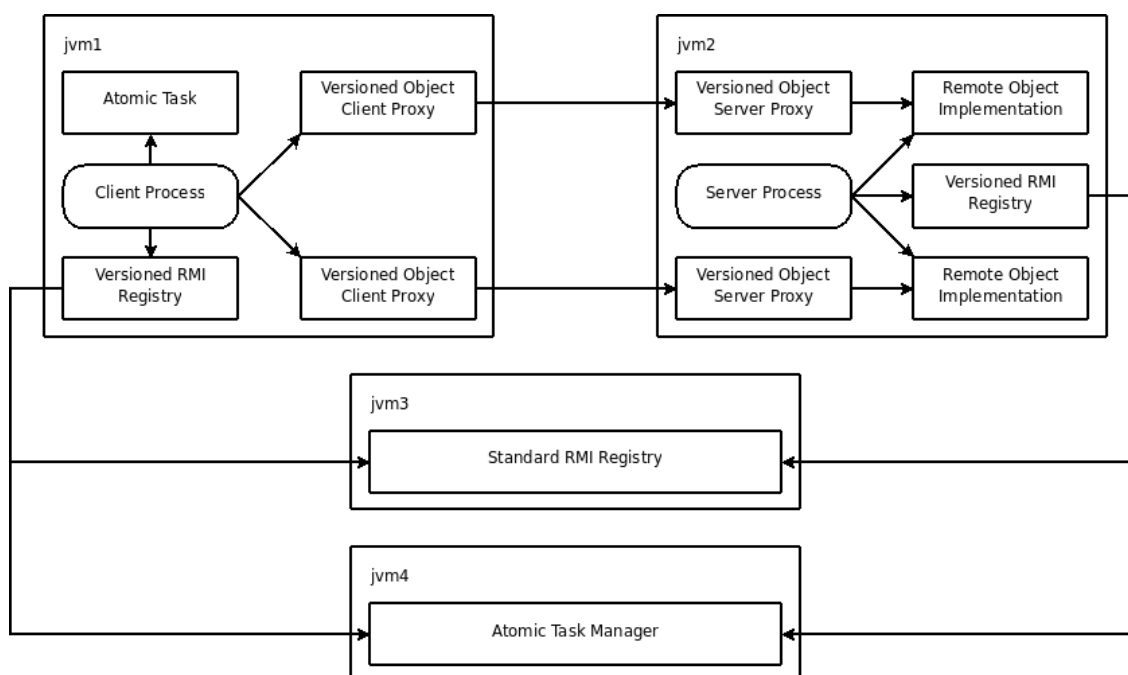 jvm1
Atomic Task
Versioned Object
Client Proxy
Client Process
Versioned RMI
Registry
Versioned Object
Client Proxy
jvm2
Versioned Object
Server Proxy
Remote Object
Implementation
Server Process
Versioned RMI
Registry
Versioned Object
Server Proxy
Remote Object
Implementation
jvm3
Standard RMI Registry
jvm4
Atomic Task Manager